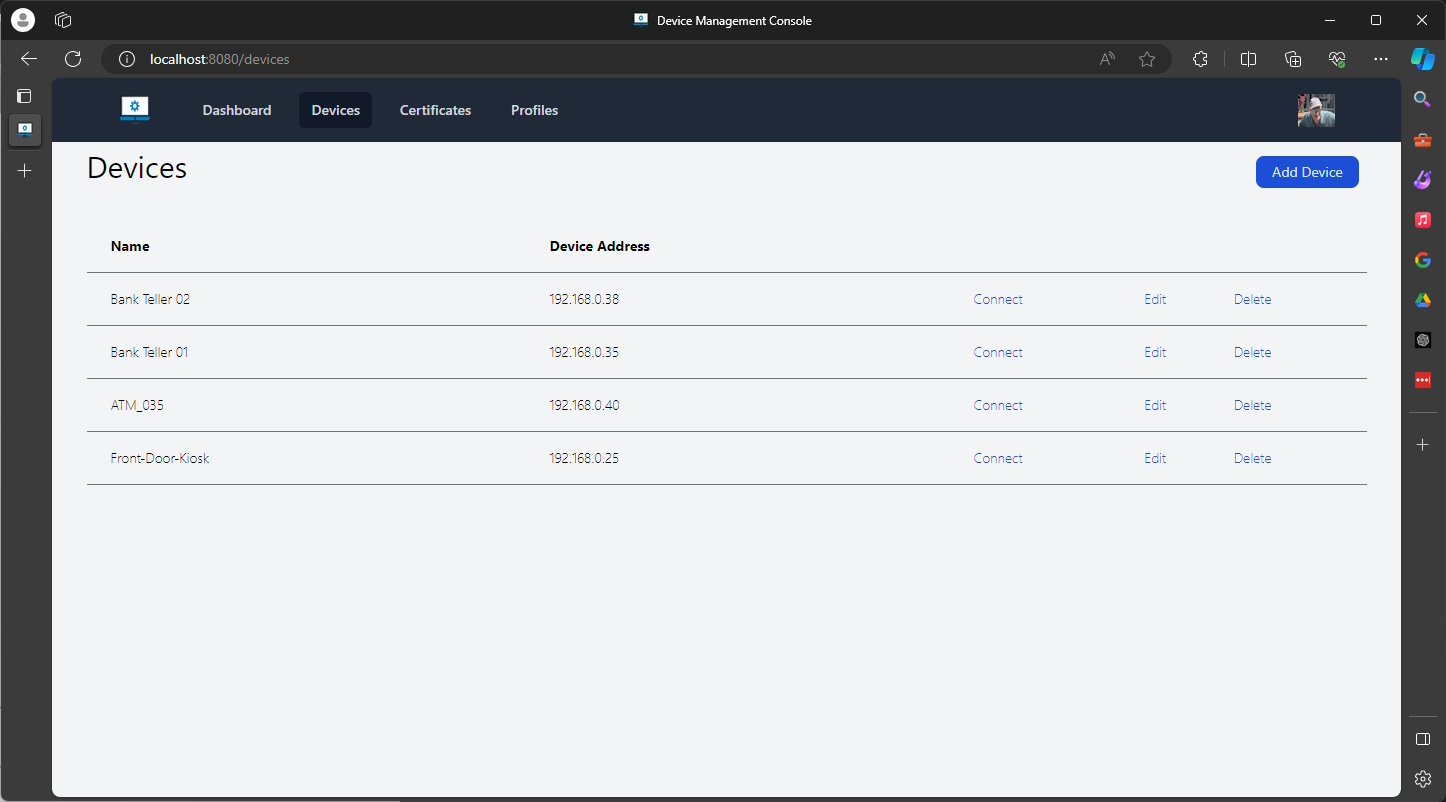 Device Management Console
localhost:8080/devices
Dashboard Devices Certificates Profiles
Devices
Add Device
Name Device Address
Bank Teller 02 192.168.0.38 Connect Edit Delete
Bank Teller 01 192.168.0.35 Connect Edit Delete
ATM_035 192.168.0.40 Connect Edit Delete
Front-Door-Kiosk 192.168.0.25 Connect Edit Delete